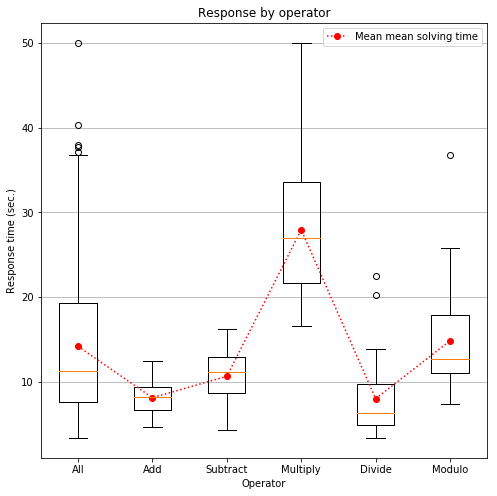 Response by operator
Mean mean solving time
Response time (sec.)
50
40
30
20
10
All Add Subtract Multiply Divide Modulo
Operator